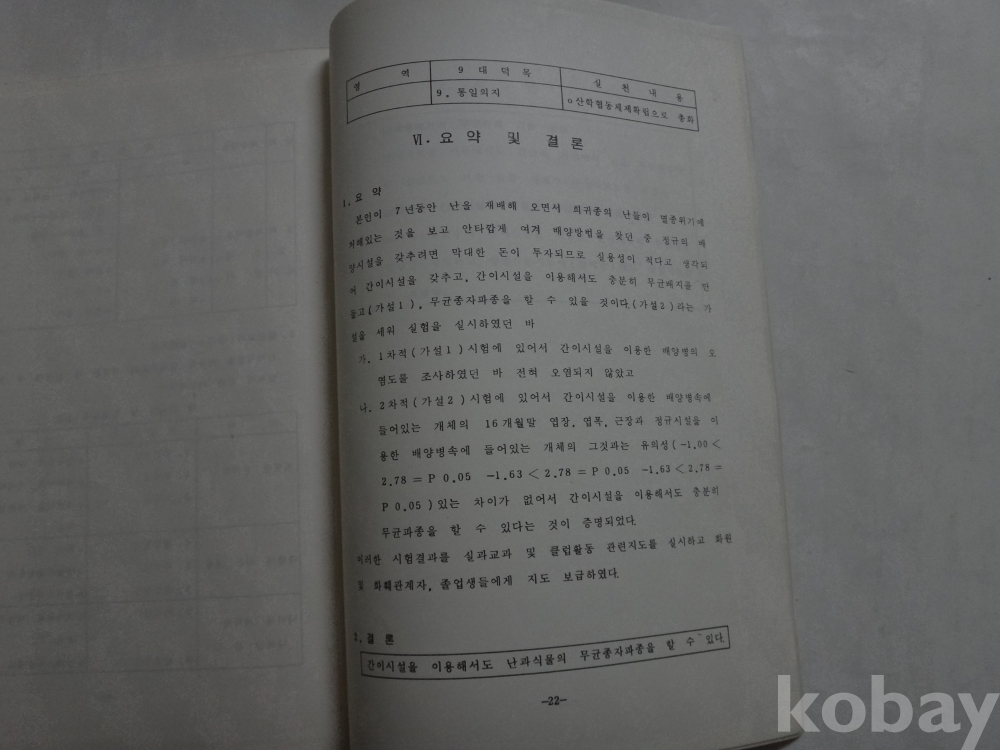 영 역 9 대 덕 목 실 천 내 용
9. 통일의지 o산학협동체제확립으로 총화
Ⅵ. 요 약 및 결 론
1. 요 약
본인이 7년동안 난을 재배해 오면서 희귀종의 난들이 멸종위기에
처해있는 것을 보고 안타깝게 여겨 배양방법을 찾던 중 정규의 배
양시설을 갖추려면 막대한 돈이 투자되므로 실용성이 적다고 생각되
어 간이시설을 갖추고, 간이시설을 이용해서도 충분히 무균배지를 만
들고(가설1), 무균종자파종을 할 수 있을 것이다.(가설2)라는 가
설을 세워 실험을 실시하였던 바
가. 1차적(가설1)시험에 있어서 간이시설을 이용한 배양병의 오
염도를 조사하였던 바 전혀 오염되지 않았고
나. 2차적(가설2)시험에 있어서 간이시설을 이용한 배양병속에
들어있는 개체의 16개월말 엽장, 엽폭, 근장과 정규시설을 이
용한 배양병속에 들어있는 개체의 그것과는 유의성(-1.00<
2.78=P 0.05 -1.63<2.78=P 0.05 -1.63<2.78=
P 0.05)있는 차이가 없어서 간이시설을 이용해서도 충분히
무균파종을 할 수 있다는 것이 증명되었다.
이러한 시험결과를 실과교과 및 클럽활동 관련지도를 실시하고 화원
및 화훼관계자, 졸업생들에게 지도 보급하였다.
2. 결 론
간이시설을 이용해서도 난과식물의 무균종자파종을 할 수 있다.
-22-
kobay